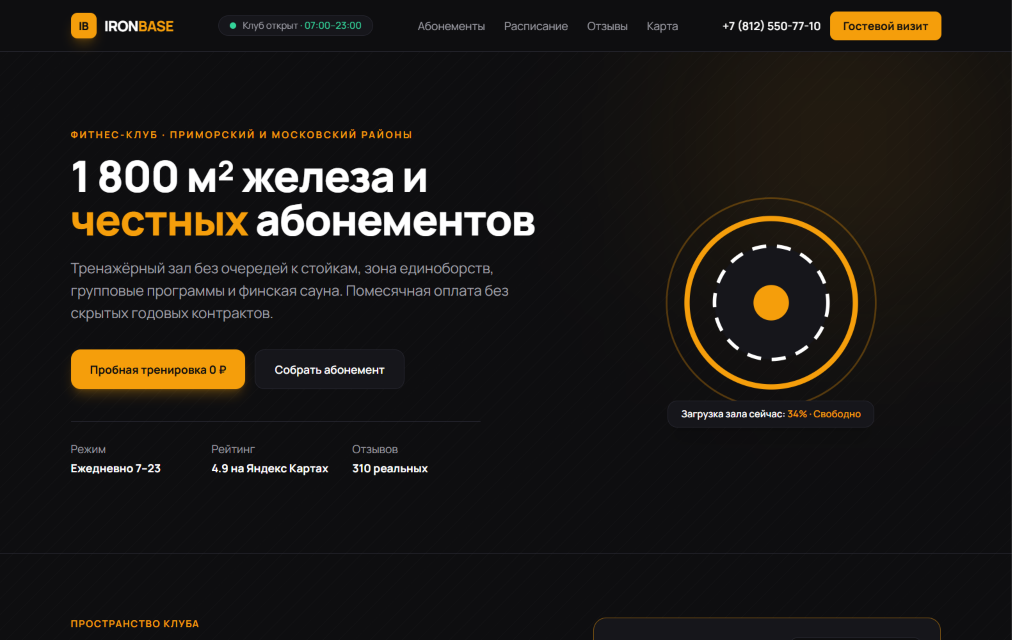 IB IRONBASE
Клуб открыт · 07:00–23:00
Абонементы Расписание Отзывы Карта
+7 (812) 550-77-10
Гостевой визит
ФИТНЕС-КЛУБ · ПРИМОРСКИЙ И МОСКОВСКИЙ РАЙОНЫ
1 800 м² железа и
честных абонементов
Тренажёрный зал без очередей к стойкам, зона единоборств,
групповые программы и финская сауна. Помесячная оплата без
скрытых годовых контрактов.
Пробная тренировка 0 ₽
Собрать абонемент
Загрузка зала сейчас: 34% · Свободно
Режим Рейтинг Отзывов
Ежедневно 7–23 4.9 на Яндекс Картах 310 реальных
ПРОСТРАНСТВО КЛУБА